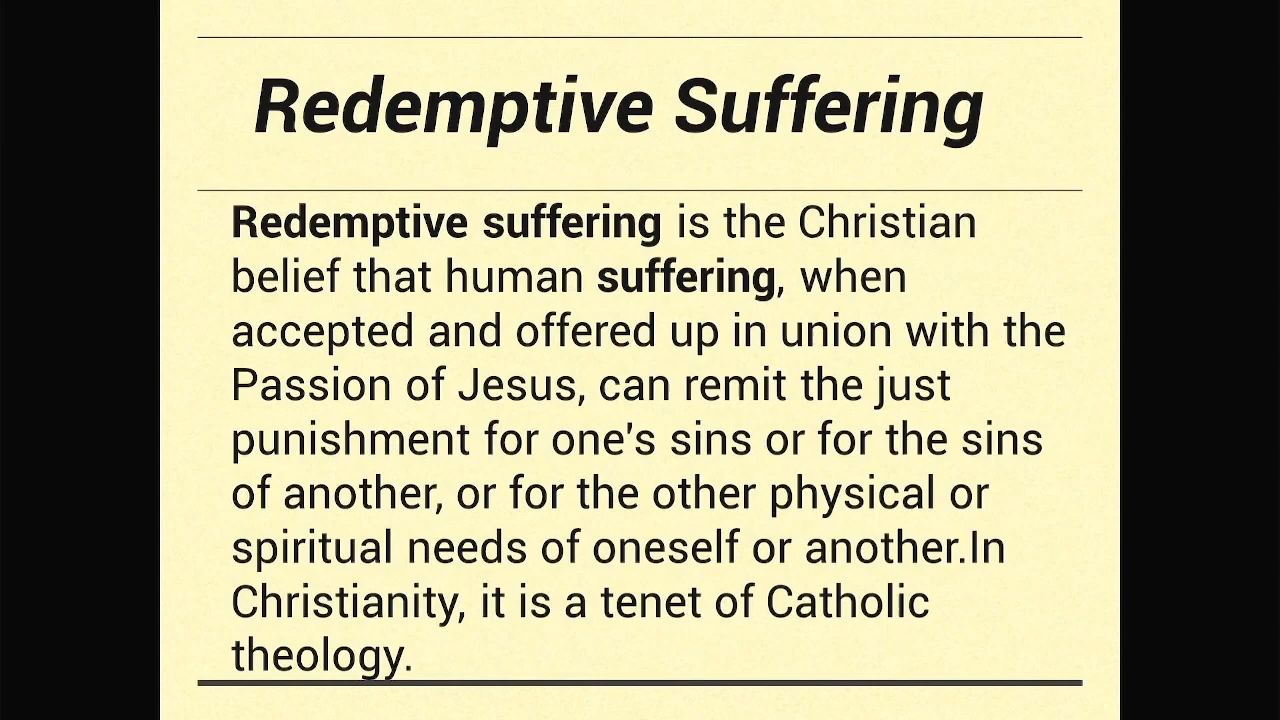 Redemptive Suffering
Redemptive suffering is the Christian
belief that human suffering, when
accepted and offered up in union with the
Passion of Jesus, can remit the just
punishment for one's sins or for the sins
of another, or for the other physical or
spiritual needs of oneself or another.In
Christianity, it is a tenet of Catholic
theology.